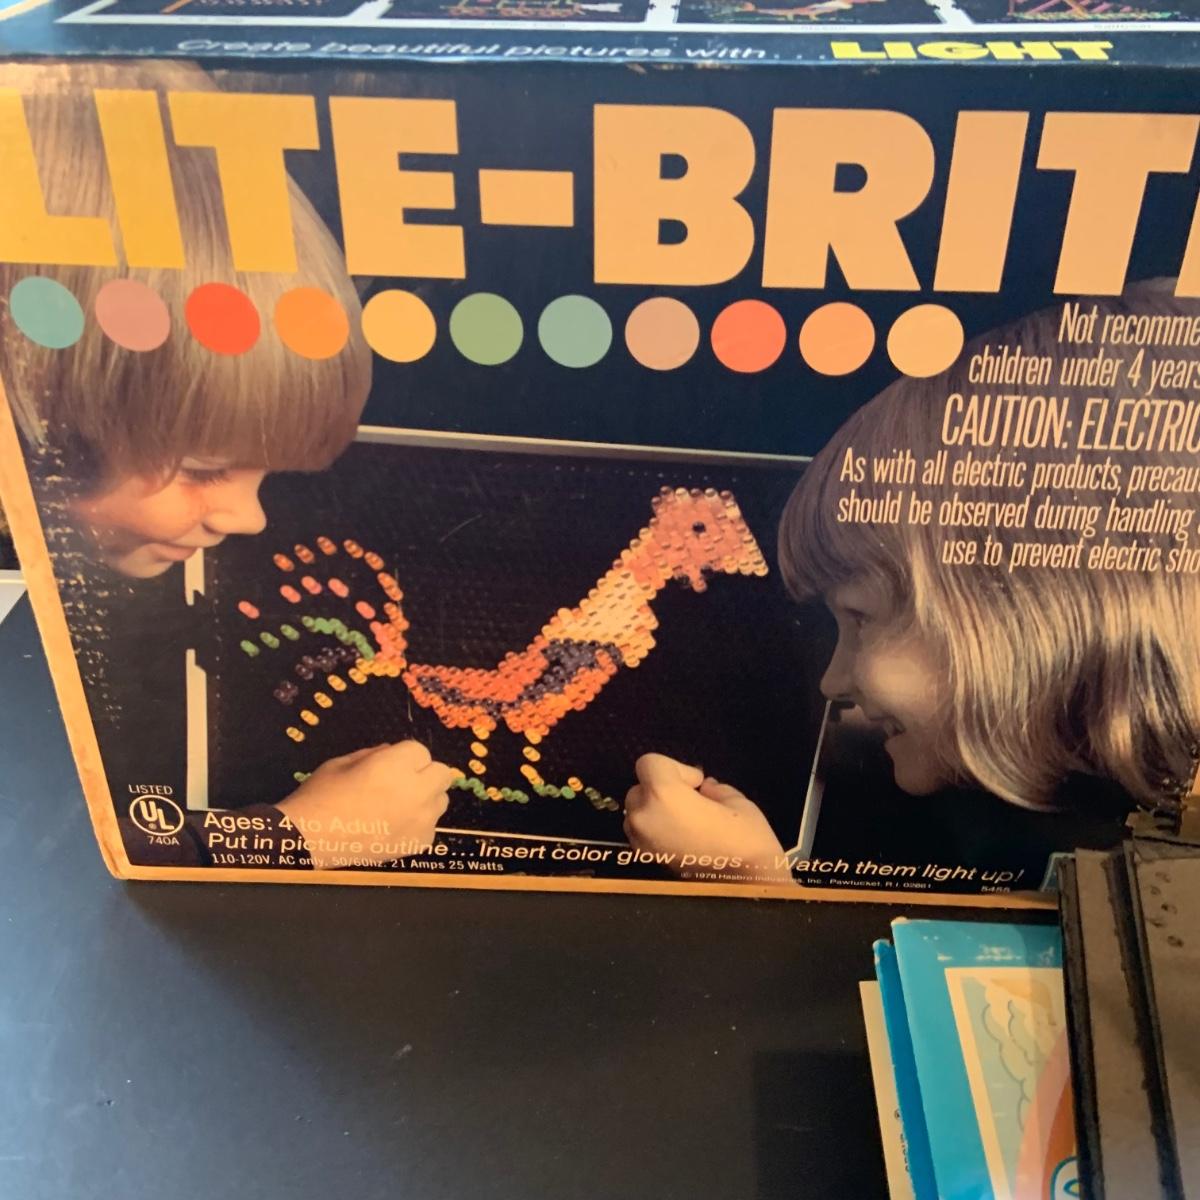 Create beautiful pictures with... LIGHT
LITE-BRIT
Not recomme
children under 4 years
CAUTION: ELECTRIC
As with all electric products, precau
should be observed during handling
use to prevent electric sho
LISTED
UL
740A
Ages: 4 to Adult
Put in picture outline...Insert color glow pegs...Watch them light up!
110-120V. AC only, 50/60hz. 21 Amps 25 Watts
© 1978 Hasbro Industries, Inc. Pawtucket, R.I. 02861
5455